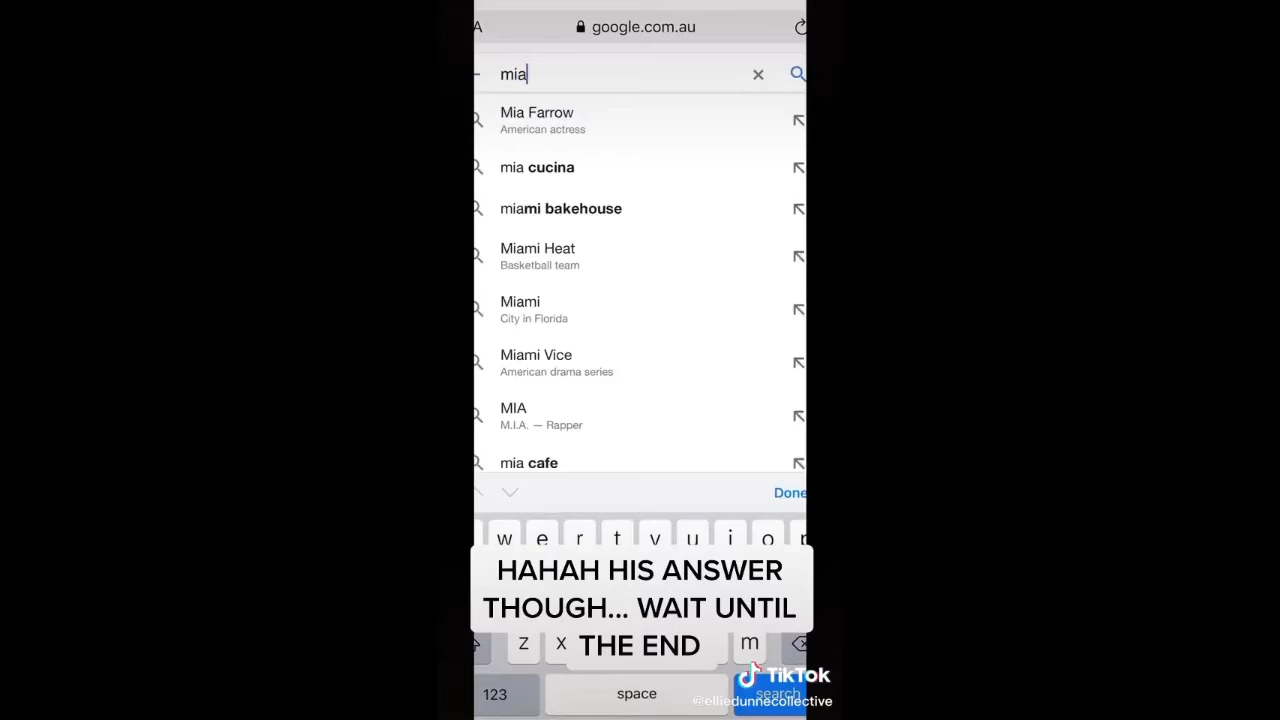 A
google.com.au
mia
Mia Farrow
American actress
mia cucina
miami bakehouse
Miami Heat
Basketball team
Miami
City in Florida
Miami Vice
American drama series
MIA
M.I.A. — Rapper
mia cafe
Done
w e r t y u i o p
HAHAH HIS ANSWER
THOUGH... WAIT UNTIL
THE END
z x m
TikTok
123 space search
@elliedunnecollective